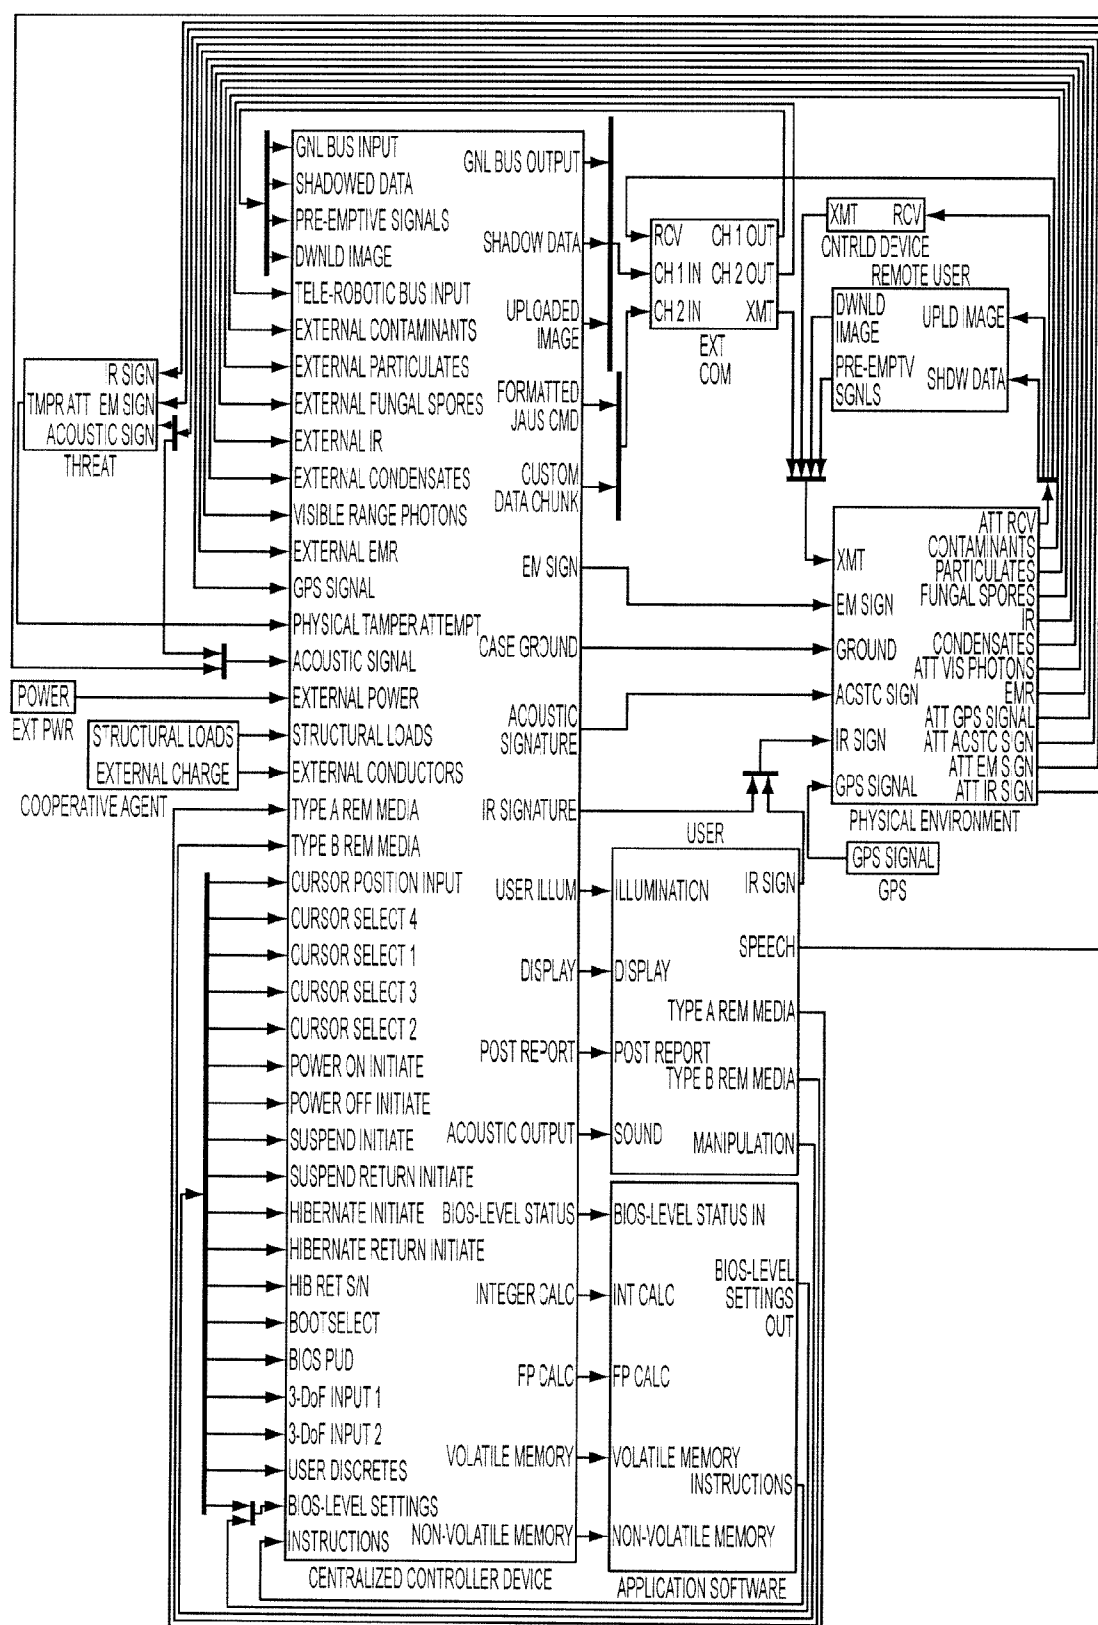 GNL BUS INPUT
SHADOWED DATA
PRE-EMPTIVE SIGNALS
DWNLD IMAGE
TELE-ROBOTIC BUS INPUT
EXTERNAL CONTAMINANTS
EXTERNAL PARTICULATES
EXTERNAL FUNGAL SPORES
EXTERNAL IR
EXTERNAL CONDENSATES
VISIBLE RANGE PHOTONS
EXTERNAL EMR
GPS SIGNAL
PHYSICAL TAMPER ATTEMPT
ACOUSTIC SIGNAL
EXTERNAL POWER
STRUCTURAL LOADS
EXTERNAL CONDUCTORS
TYPE A REM MEDIA
TYPE B REM MEDIA
CURSOR POSITION INPUT
CURSOR SELECT 4
CURSOR SELECT 1
CURSOR SELECT 3
CURSOR SELECT 2
POWER ON INITIATE
POWER OFF INITIATE
SUSPEND INITIATE
SUSPEND RETURN INITIATE
HIBERNATE INITIATE
HIBERNATE RETURN INITIATE
HIB RET S/N
BOOTSELECT
BIOS PUD
3-DoF INPUT 1
3-DoF INPUT 2
USER DISCRETES
BIOS-LEVEL SETTINGS
INSTRUCTIONS
GNL BUS OUTPUT
SHADOW DATA
UPLOADED
IMAGE
FORMATTED
JAUS CMD
CUSTOM
DATA CHUNK
EM SIGN
CASE GROUND
ACOUSTIC
SIGNATURE
IR SIGNATURE
USER ILLUM
DISPLAY
POST REPORT
ACOUSTIC OUTPUT
BIOS-LEVEL STATUS
INTEGER CALC
FP CALC
VOLATILE MEMORY
NON-VOLATILE MEMORY
CENTRALIZED CONTROLLER DEVICE
IR SIGN
TMPR ATT EM SIGN
ACOUSTIC SIGN
THREAT
POWER
EXT PWR
STRUCTURAL LOADS
EXTERNAL CHARGE
COOPERATIVE AGENT
RCV CH 1 OUT
CH 1 IN CH 2 OUT
CH 2 IN XMT
EXT
COM
XMT RCV
CNTRLD DEVICE
REMOTE USER
DWNLD
IMAGE
UPLD IMAGE
PRE-EMPTV
SGNLS
SHDW DATA
XMT
EM SIGN
GROUND
ACSTC SIGN
IR SIGN
GPS SIGNAL
ATT RCV
CONTAMINANTS
PARTICULATES
FUNGAL SPORES
IR
CONDENSATES
ATT VIS PHOTONS
EMR
ATT GPS SIGNAL
ATT ACSTC SIGN
ATT EM SIGN
ATT IR SIGN
PHYSICAL ENVIRONMENT
GPS SIGNAL
GPS
USER
ILLUMINATION
DISPLAY
POST REPORT
SOUND
IR SIGN
SPEECH
TYPE A REM MEDIA
TYPE B REM MEDIA
MANIPULATION
BIOS-LEVEL STATUS IN
INT CALC
FP CALC
VOLATILE MEMORY
NON-VOLATILE MEMORY
BIOS-LEVEL
SETTINGS
OUT
INSTRUCTIONS
APPLICATION SOFTWARE